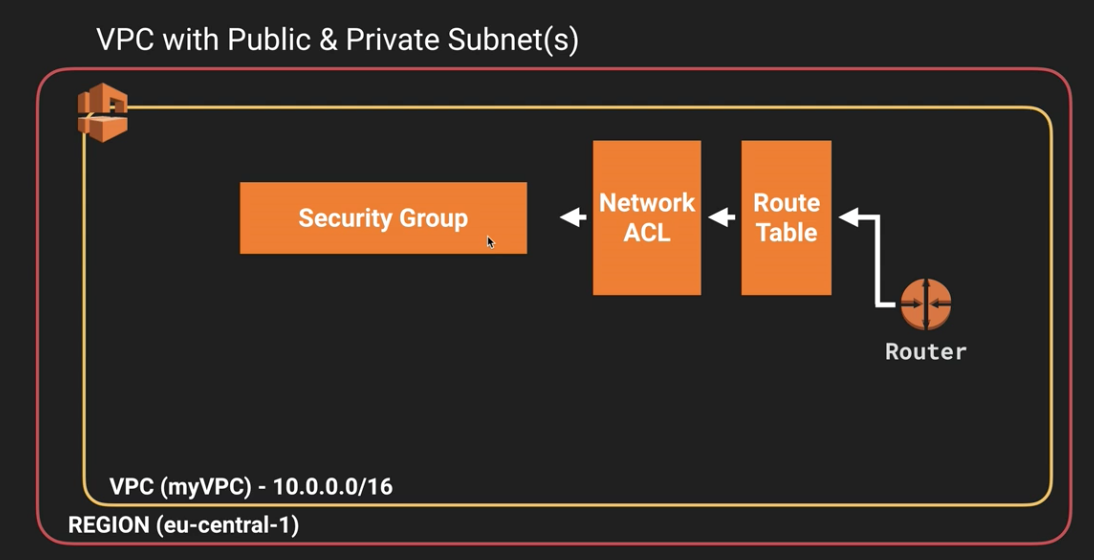 VPC with Public & Private Subnet(s)
Security Group
Network
ACL
Route
Table
Router
VPC (myVPC) - 10.0.0.0/16
REGION (eu-central-1)